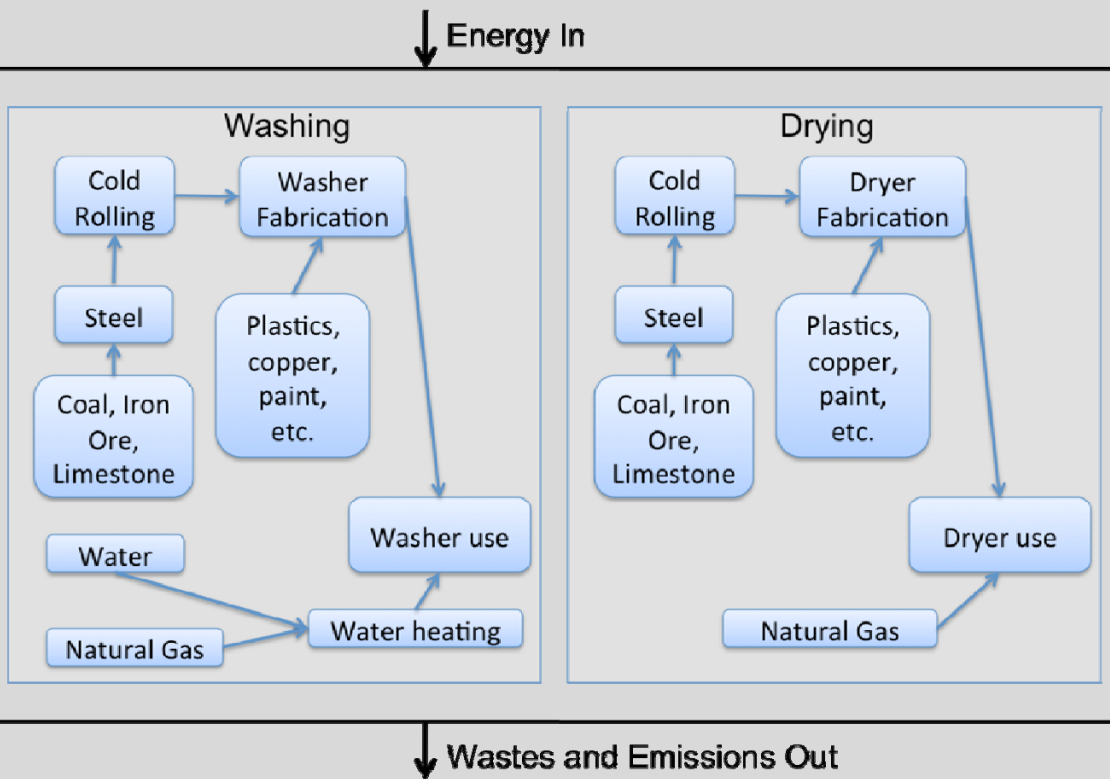 Energy In
Washing
Cold
Rolling
Washer
Fabrication
Steel
Plastics,
copper,
paint,
etc.
Coal, Iron
Ore,
Limestone
Washer use
Water
Water heating
Natural Gas
Drying
Cold
Rolling
Dryer
Fabrication
Steel
Plastics,
copper,
paint,
etc.
Coal, Iron
Ore,
Limestone
Dryer use
Natural Gas
Wastes and Emissions Out